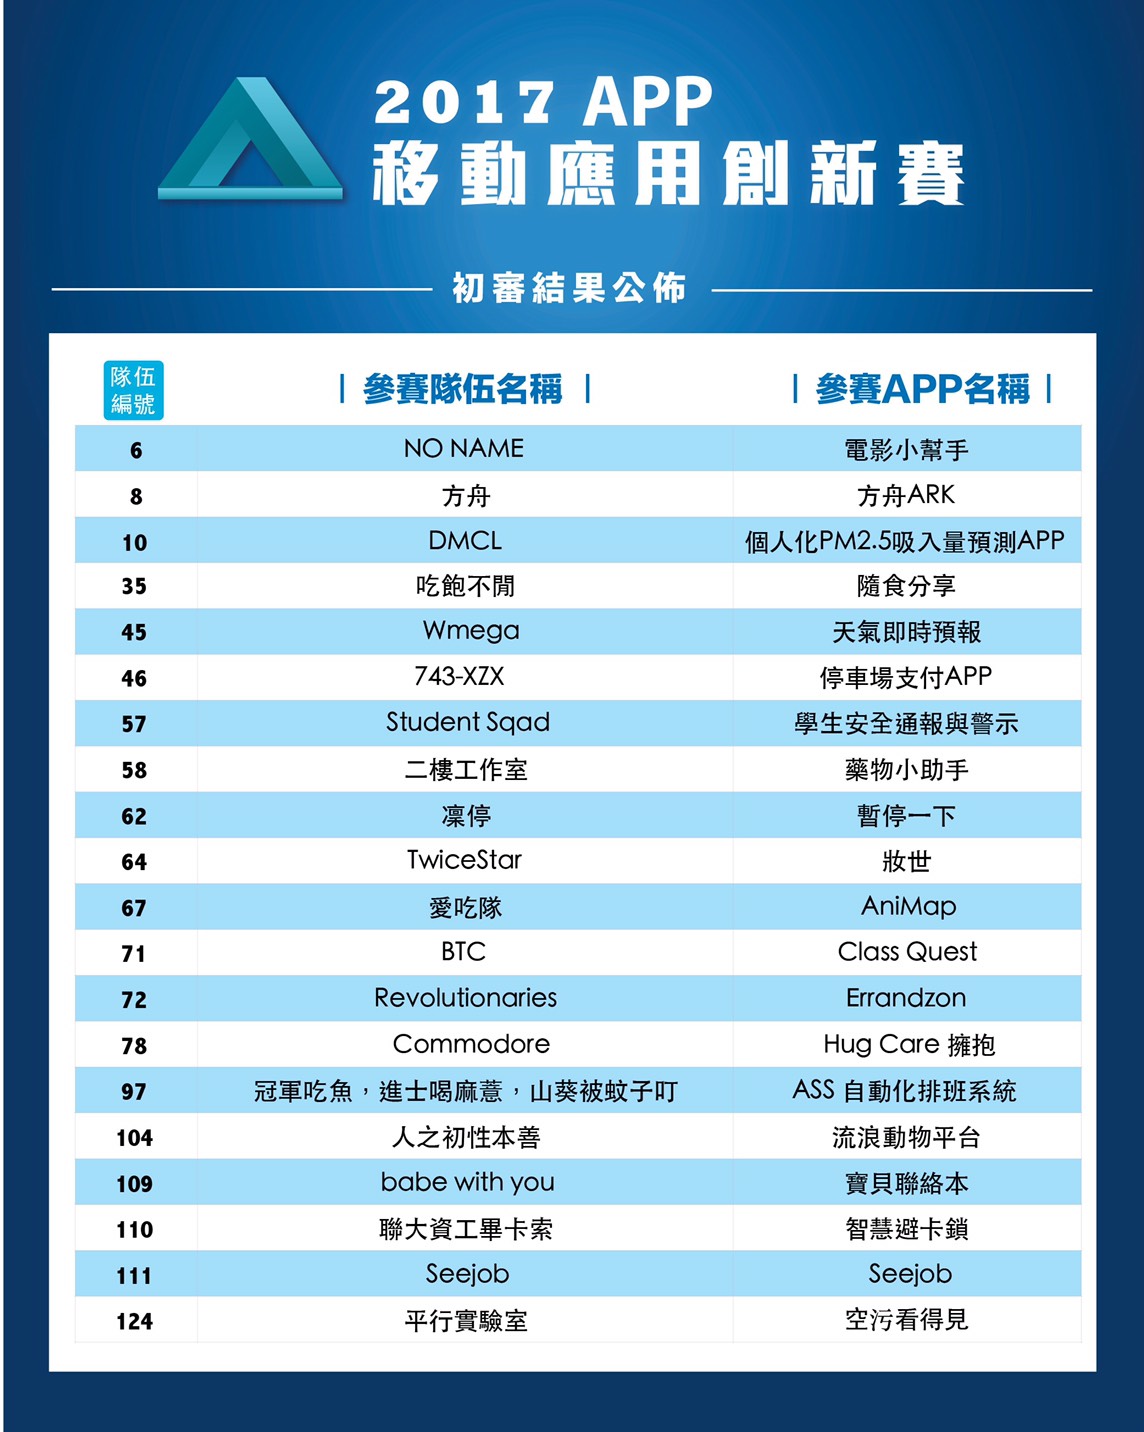 2017 APP
移動應用創新賽
初審結果公佈
隊伍編號 | 參賽隊伍名稱 | | 參賽APP名稱 |
6 NO NAME 電影小幫手
8 方舟 方舟ARK
10 DMCL 個人化PM2.5吸入量預測APP
35 吃飽不閒 隨食分享
45 Wmega 天氣即時預報
46 743-XZX 停車場支付APP
57 Student Sqad 學生安全通報與警示
58 二樓工作室 藥物小助手
62 凜停 暫停一下
64 TwiceStar 妝世
67 愛吃隊 AniMap
71 BTC Class Quest
72 Revolutionaries Errandzon
78 Commodore Hug Care 擁抱
97 冠軍吃魚，進士喝麻薏，山葵被蚊子叮 ASS 自動化排班系統
104 人之初性本善 流浪動物平台
109 babe with you 寶貝聯絡本
110 聯大資工畢卡索 智慧避卡鎖
111 Seejob Seejob
124 平行實驗室 空污看得見